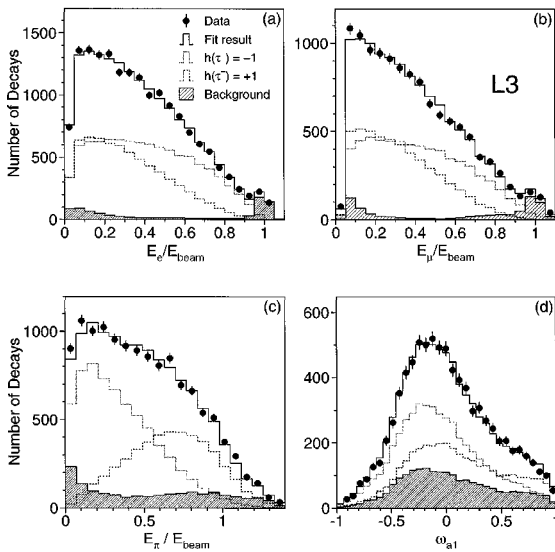 (a)
Number of Decays
1500
1000
500
0
0 0.2 0.4 0.6 0.8 1
E_e/E_beam
Data
Fit result
h(τ⁻) = −1
h(τ⁻) = +1
Background
(b)
L3
1000
500
0
0 0.2 0.4 0.6 0.8 1
E_μ/E_beam
(c)
Number of Decays
1000
500
0
0 0.5 1
E_π / E_beam
(d)
600
400
200
0
-1 -0.5 0 0.5 1
ω_a1